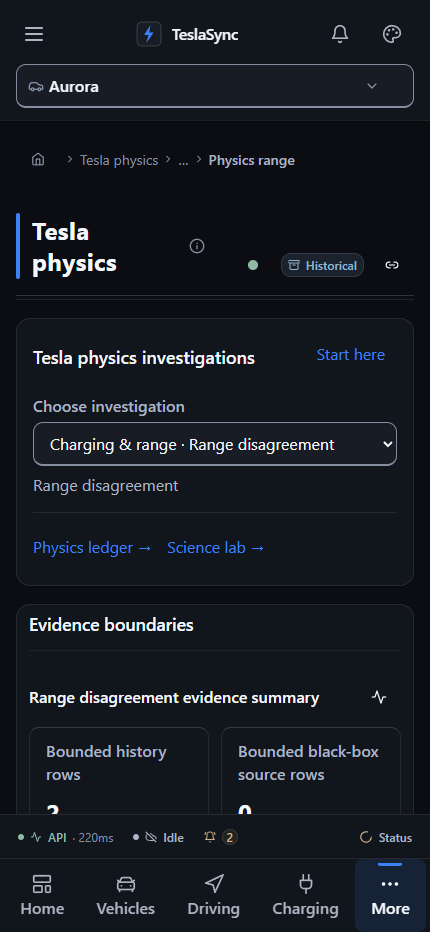 TeslaSync
Aurora
Tesla physics
...
Physics range
Tesla
physics
Historical
Tesla physics investigations
Start here
Choose investigation
Charging & range · Range disagreement
Range disagreement
Physics ledger →
Science lab →
Evidence boundaries
Range disagreement evidence summary
Bounded history
rows
Bounded black-box
source rows
2
0
API · 220ms
Idle
2
Status
Home
Vehicles
Driving
Charging
More